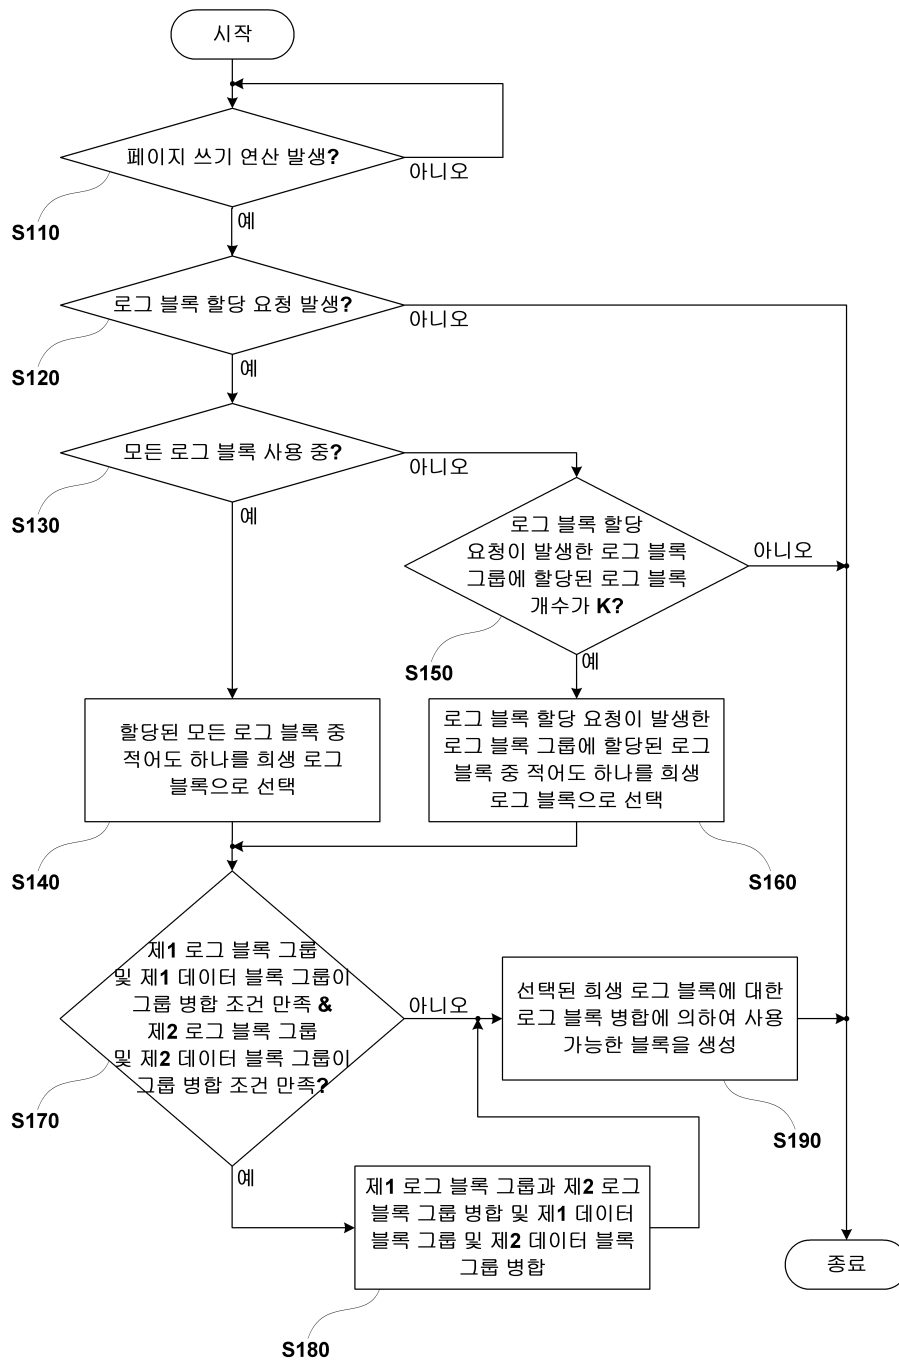 시작
페이지 쓰기 연산 발생?
아니오
예
S110
로그 블록 할당 요청 발생?
아니오
예
S120
모든 로그 블록 사용 중?
아니오
예
S130
로그 블록 할당
요청이 발생한 로그 블록
그룹에 할당된 로그 블록
개수가 K?
아니오
예
S150
할당된 모든 로그 블록 중
적어도 하나를 희생 로그
블록으로 선택
S140
로그 블록 할당 요청이 발생한
로그 블록 그룹에 할당된 로그
블록 중 적어도 하나를 희생
로그 블록으로 선택
S160
제1 로그 블록 그룹
및 제1 데이터 블록 그룹이
그룹 병합 조건 만족 &
제2 로그 블록 그룹
및 제2 데이터 블록 그룹이
그룹 병합 조건 만족?
아니오
예
S170
선택된 희생 로그 블록에 대한
로그 블록 병합에 의하여 사용
가능한 블록을 생성
S190
제1 로그 블록 그룹과 제2 로그
블록 그룹 병합 및 제1 데이터
블록 그룹 및 제2 데이터 블록
그룹 병합
S180
종료